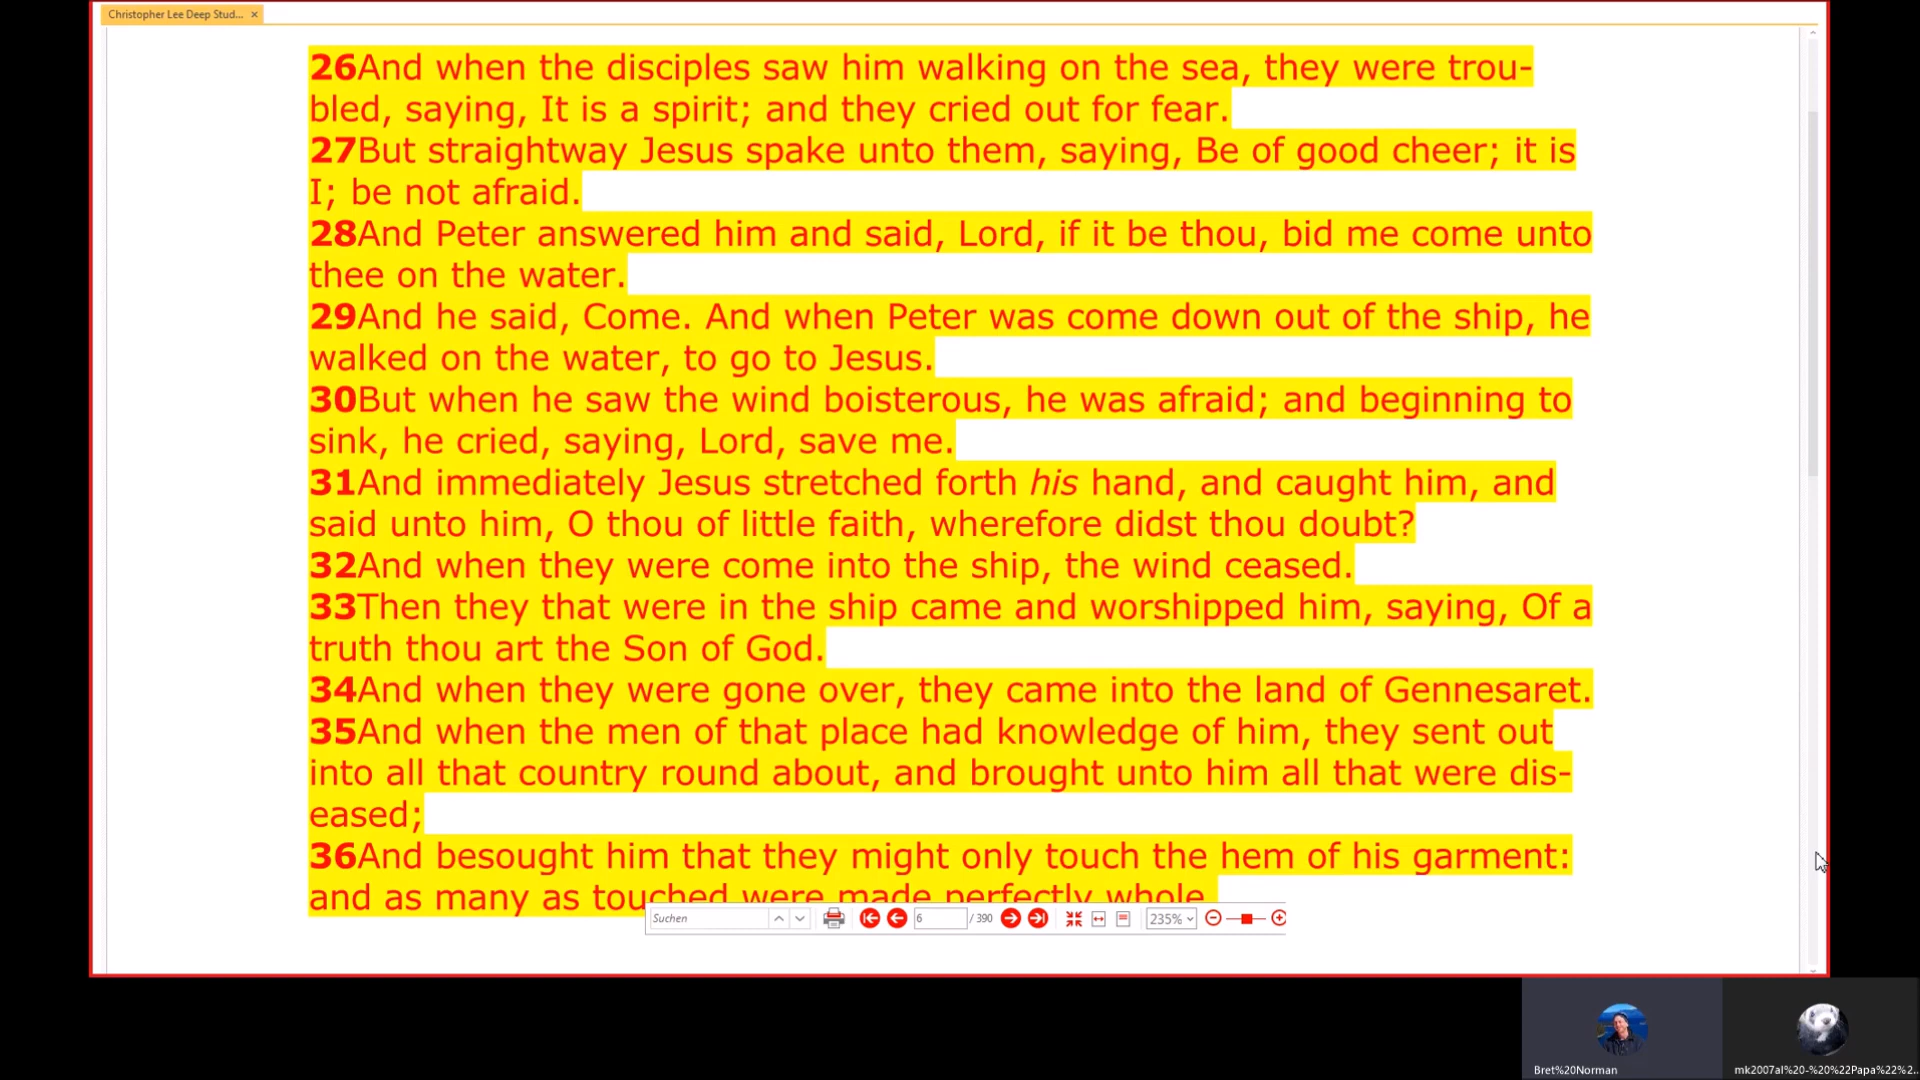 Christopher Lee Deep Stud... ×
26And when the disciples saw him walking on the sea, they were trou-
bled, saying, It is a spirit; and they cried out for fear.
27But straightway Jesus spake unto them, saying, Be of good cheer; it is
I; be not afraid.
28And Peter answered him and said, Lord, if it be thou, bid me come unto
thee on the water.
29And he said, Come. And when Peter was come down out of the ship, he
walked on the water, to go to Jesus.
30But when he saw the wind boisterous, he was afraid; and beginning to
sink, he cried, saying, Lord, save me.
31And immediately Jesus stretched forth his hand, and caught him, and
said unto him, O thou of little faith, wherefore didst thou doubt?
32And when they were come into the ship, the wind ceased.
33Then they that were in the ship came and worshipped him, saying, Of a
truth thou art the Son of God.
34And when they were gone over, they came into the land of Gennesaret.
35And when the men of that place had knowledge of him, they sent out
into all that country round about, and brought unto him all that were dis-
eased;
36And besought him that they might only touch the hem of his garment:
and as many as touched were made perfectly whole.
Suchen 6 / 390 235%
Bret%20Norman
mk2007al%20-%20%22Papa%22%2...